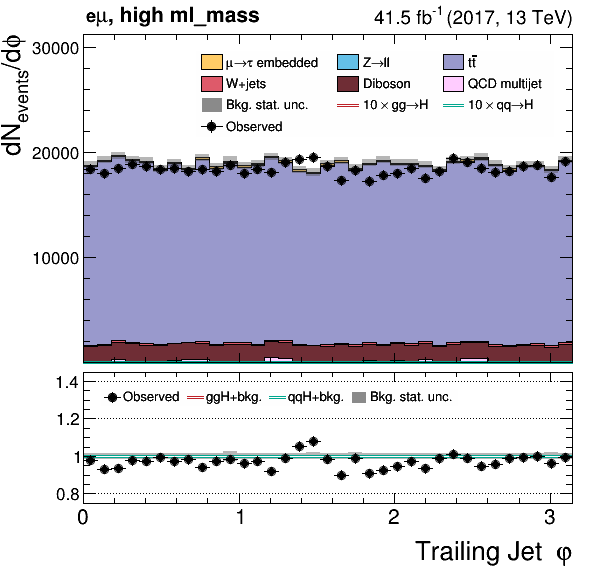 eμ, high ml_mass 41.5 fb⁻¹ (2017, 13 TeV)
dN_events/dφ
30000
20000
10000
μ→τ embedded Z→ll tt̄
W+jets Diboson QCD multijet
Bkg. stat. unc. 10 × gg→H 10 × qq→H
Observed
1.4
1.2
1
0.8
Observed ggH+bkg. qqH+bkg. Bkg. stat. unc.
0 1 2 3
Trailing Jet φ